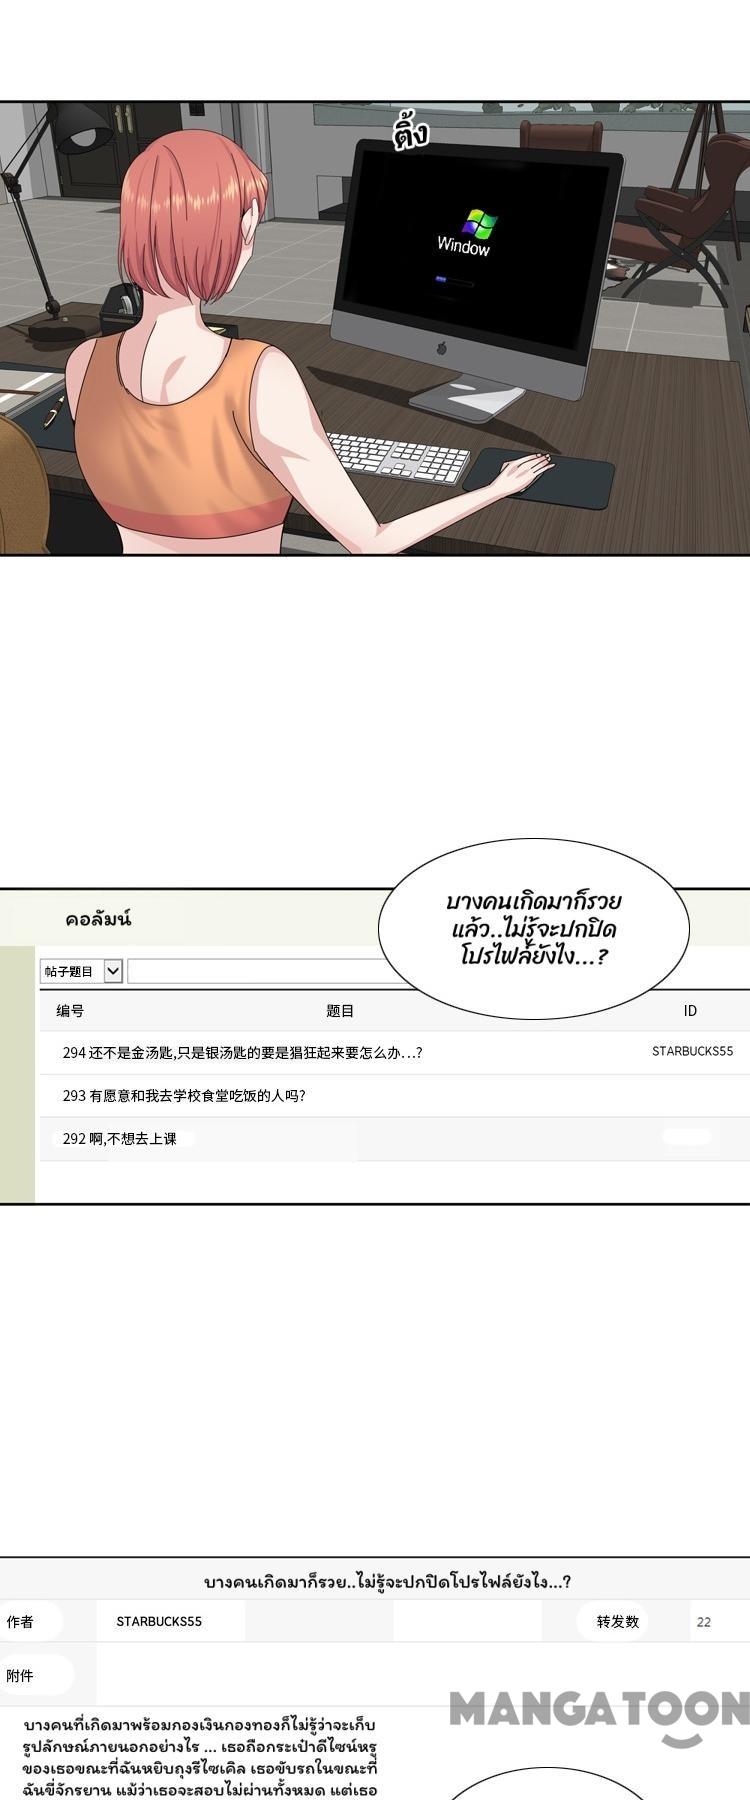 ติ๊ง
Window
คอลัมน์
บางคนเกิดมาก็รวย
แล้ว..ไม่รู้จะปกปิด
โปรไฟล์ยังไง...?
帖子题目
编号 题目 ID
294 还不是金汤匙,只是银汤匙的要是猖狂起来要怎么办...? STARBUCKS55
293 有愿意和我去学校食堂吃饭的人吗?
292 啊,不想去上课
บางคนเกิดมาก็รวย..ไม่รู้จะปกปิดโปรไฟล์ยังไง...?
作者 STARBUCKS55 转发数 22
附件
MANGATOON
บางคนที่เกิดมาพร้อมกองเงินกองทองก็ไม่รู้ว่าจะเก็บ
รูปลักษณ์ภายนอกอย่างไร ... เธอถือกระเป๋าดีไซน์หรู
ของเธอขณะที่ฉันหยิบถุงรีไซเคิล เธอขับรถในขณะที่
ฉันขี่จักรยาน แม้ว่าเธอจะสอบไม่ผ่านทั้งหมด แต่เธอ